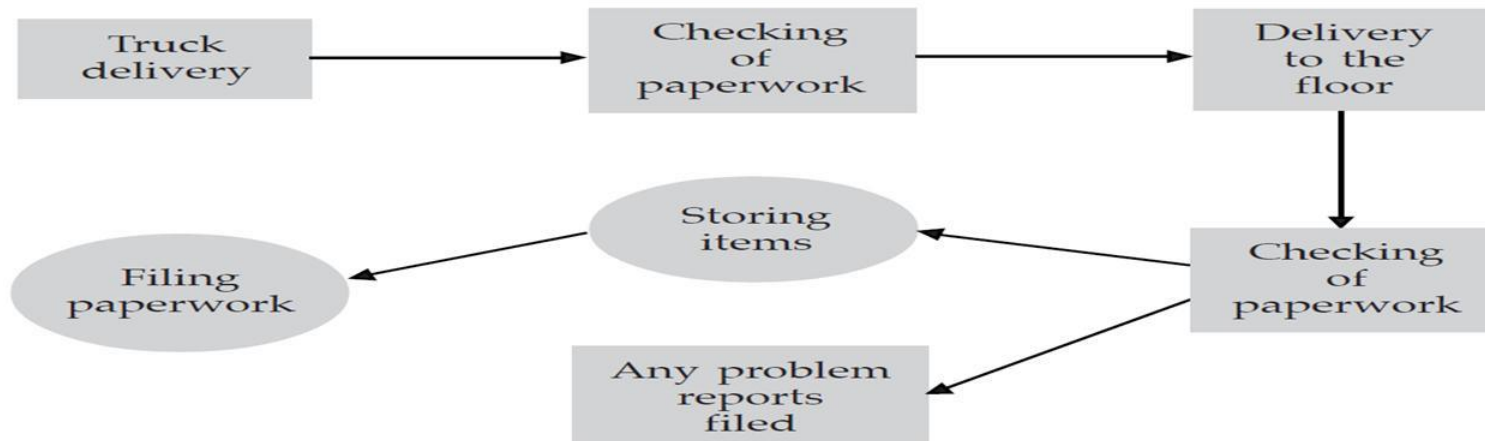 Truck
delivery
Checking
of
paperwork
Delivery
to the
floor
Checking
of
paperwork
Storing
items
Filing
paperwork
Any problem
reports
filed